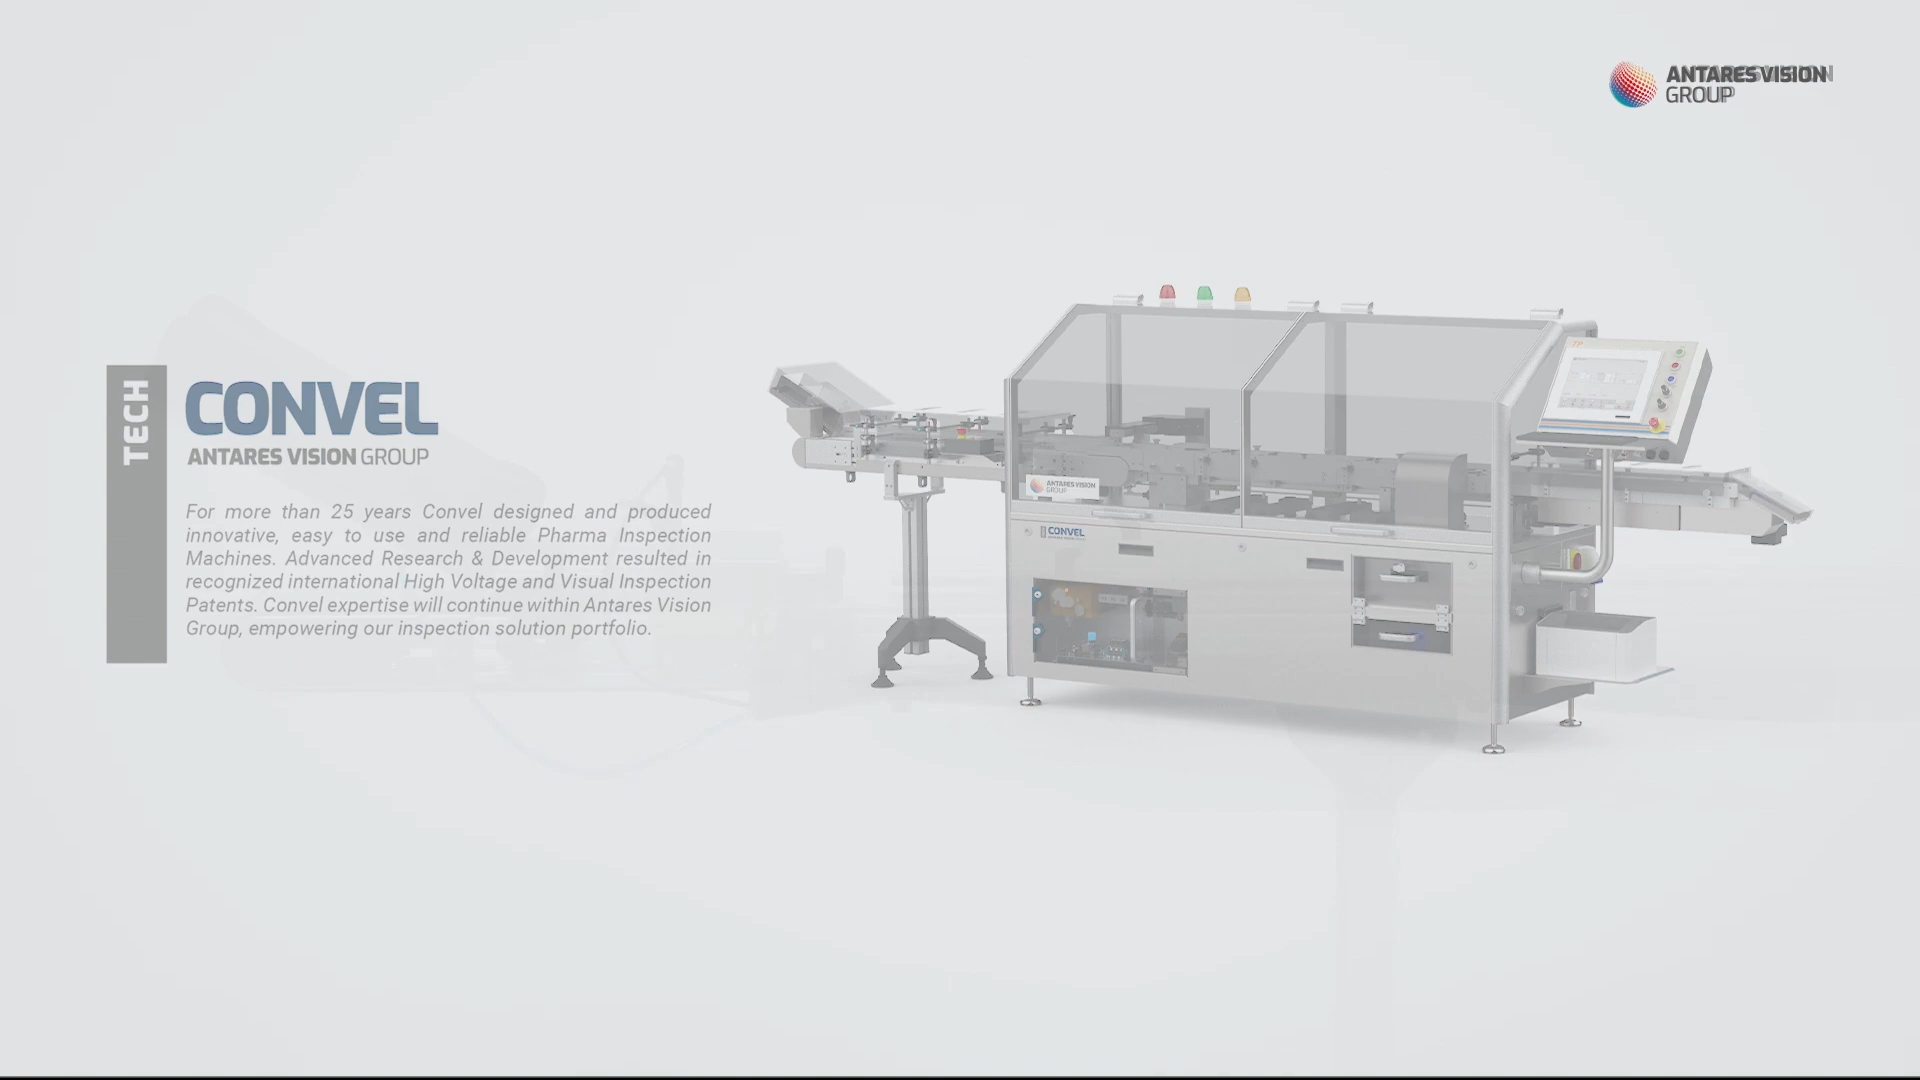 ANTARES VISION
GROUP
TECH
CONVEL
ANTARES VISION GROUP
For more than 25 years Convel designed and produced
innovative, easy to use and reliable Pharma Inspection
Machines. Advanced Research & Development resulted in
recognized international High Voltage and Visual Inspection
Patents. Convel expertise will continue within Antares Vision
Group, empowering our inspection solution portfolio.
ANTARES VISION
GROUP
CONVEL